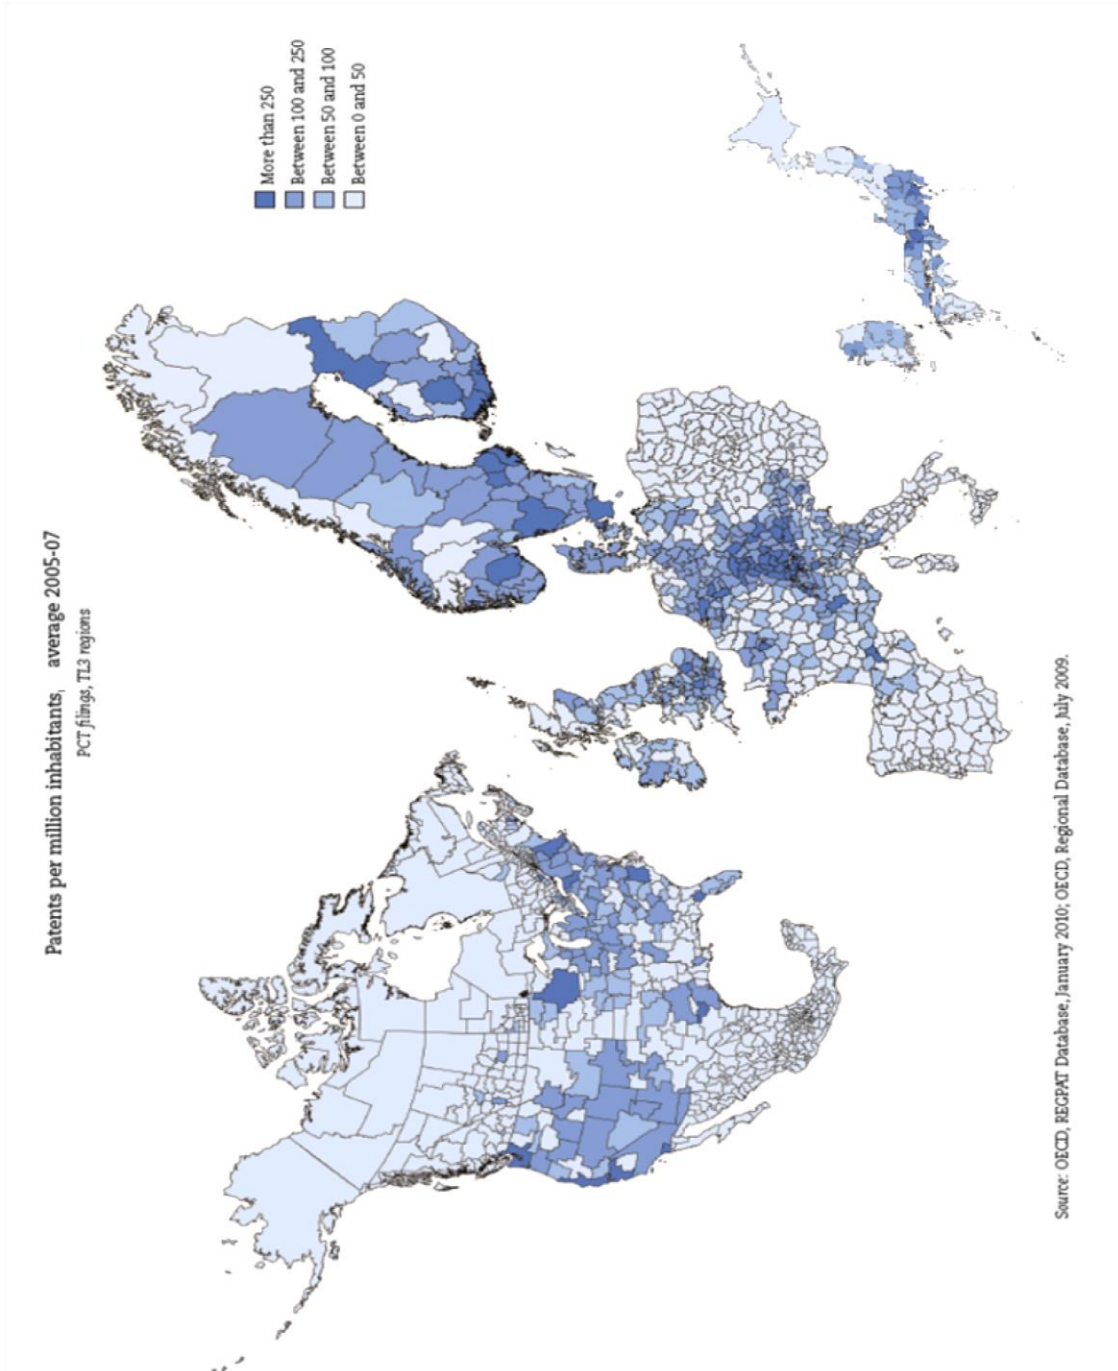 Patents per million inhabitants, average 2005-07
PCT filings, TL3 regions
More than 250
Between 100 and 250
Between 50 and 100
Between 0 and 50
Source: OECD, REGPAT Database, January 2010; OECD, Regional Database, July 2009.